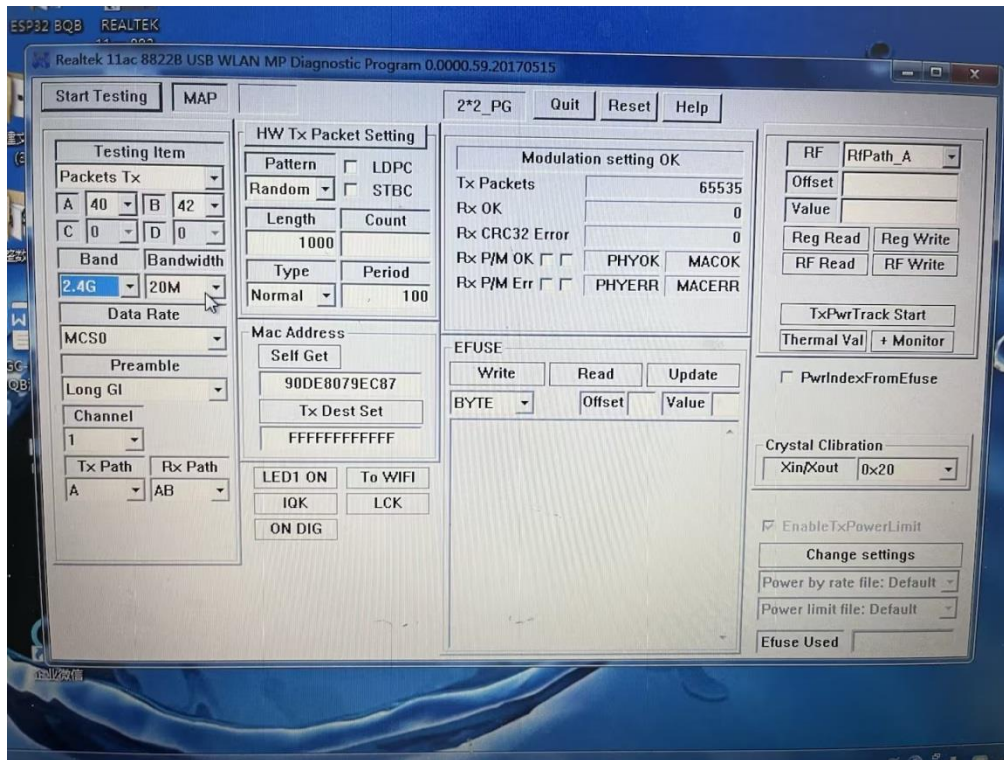 ESP32 BQB REALTEK
Realtek 11ac 8822B USB WLAN MP Diagnostic Program 0.0000.59.20170515
Start Testing MAP
2*2_PG Quit Reset Help
Testing Item
Packets Tx
A 40 B 42
C 0 D 0
Band Bandwidth
2.4G 20M
Data Rate
MCS0
Preamble
Long GI
Channel
1
Tx Path Rx Path
A AB
HW Tx Packet Setting
Pattern LDPC
Random STBC
Length Count
1000
Type Period
Normal 100
Mac Address
Self Get
90DE8079EC87
Tx Dest Set
FFFFFFFFFFFF
LED1 ON To WIFI
IQK LCK
ON DIG
Modulation setting OK
Tx Packets 65535
Rx OK 0
Rx CRC32 Error 0
Rx P/M OK PHYOK MACOK
Rx P/M Err PHYERR MACERR
EFUSE
Write Read Update
BYTE Offset Value
RF RfPath_A
Offset
Value
Reg Read Reg Write
RF Read RF Write
TxPwrTrack Start
Thermal Val + Monitor
PwrIndexFromEfuse
Crystal Clibration
Xin/Xout 0x20
EnableTxPowerLimit
Change settings
Power by rate file: Default
Power limit file: Default
Efuse Used
企业微信